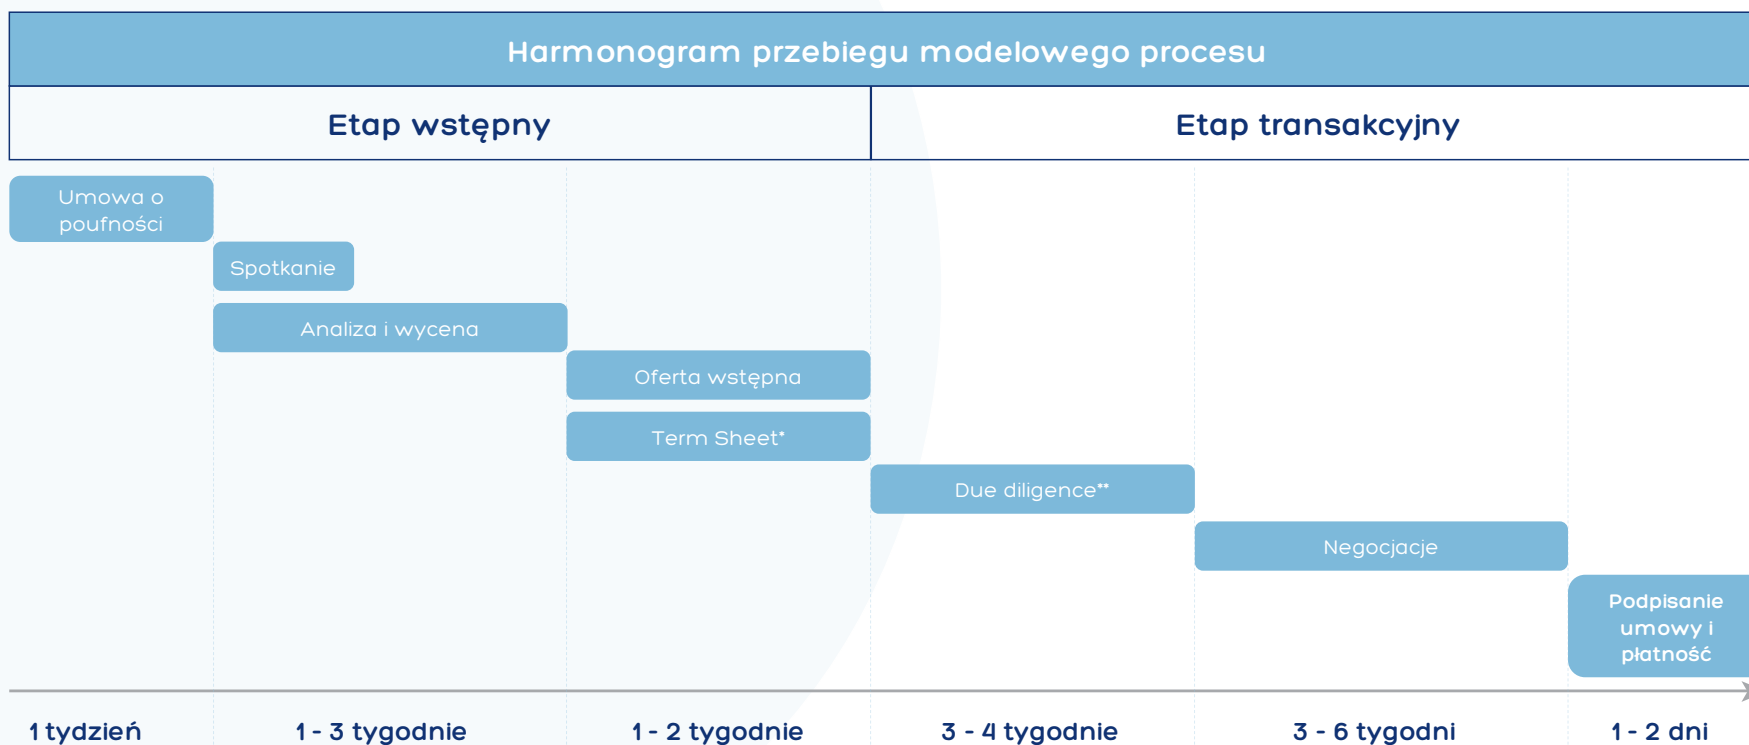 Harmonogram przebiegu modelowego procesu
Etap wstępny
Etap transakcyjny
Umowa o
poufności
Spotkanie
Analiza i wycena
Oferta wstępna
Term Sheet*
Due diligence**
Negocjacje
Podpisanie
umowy i
płatność
1 tydzień
1 - 3 tygodnie
1 - 2 tygodnie
3 - 4 tygodnie
3 - 6 tygodni
1 - 2 dni